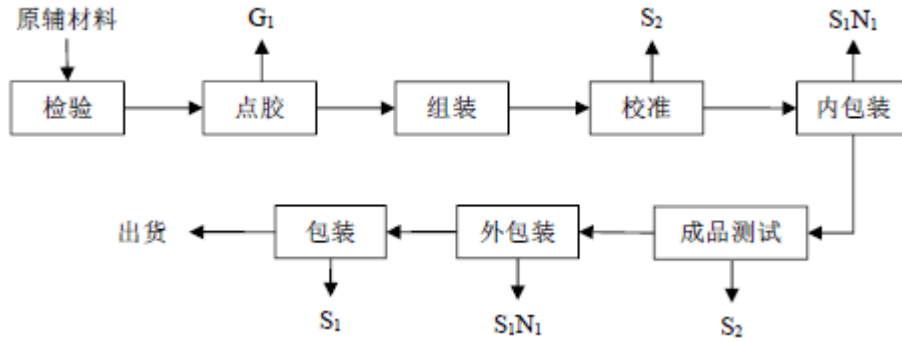 原辅材料
G₁
S₂
S₁N₁
检验
点胶
组装
校准
内包装
出货
包装
外包装
成品测试
S₁
S₁N₁
S₂